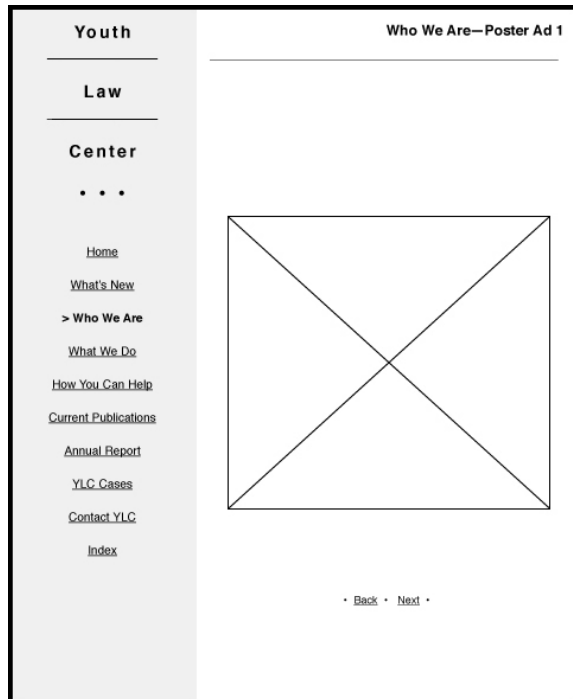 Youth
Law
Center
• • •
Home
What's New
> Who We Are
What We Do
How You Can Help
Current Publications
Annual Report
YLC Cases
Contact YLC
Index
Who We Are—Poster Ad 1
• Back • Next •